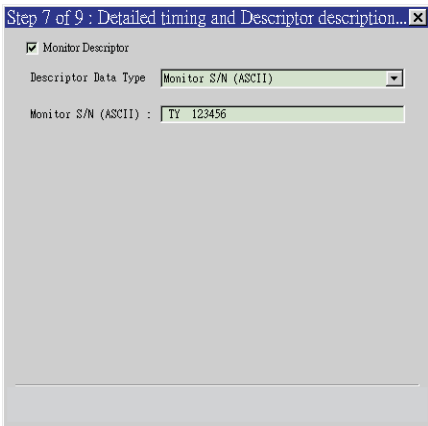 Step 7 of 9 : Detailed timing and Descriptor description...
Monitor Descriptor
Descriptor Data Type Monitor S/N (ASCII)
Monitor S/N (ASCII) : TY 123456